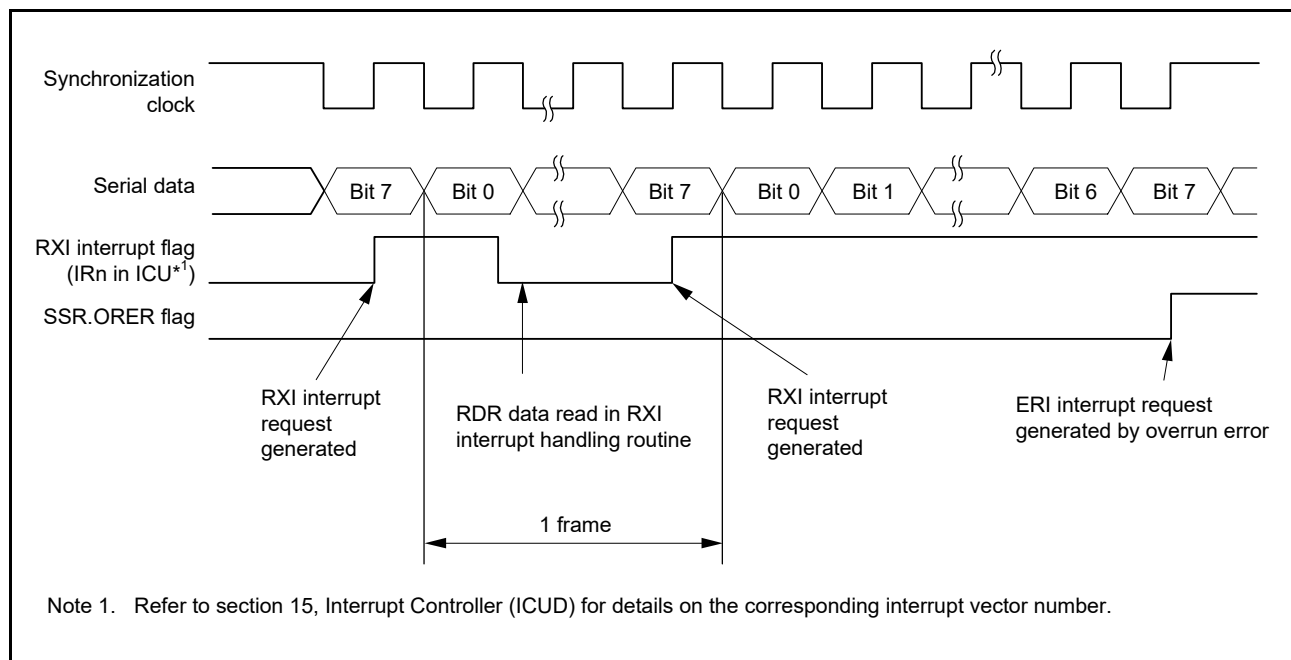 Synchronization
clock
Serial data
Bit 7
Bit 0
Bit 7
Bit 0
Bit 1
Bit 6
Bit 7
RXI interrupt flag
(IRn in ICU*1)
SSR.ORER flag
RXI interrupt
request
generated
RDR data read in RXI
interrupt handling routine
RXI interrupt
request
generated
ERI interrupt request
generated by overrun error
1 frame
Note 1. Refer to section 15, Interrupt Controller (ICUD) for details on the corresponding interrupt vector number.